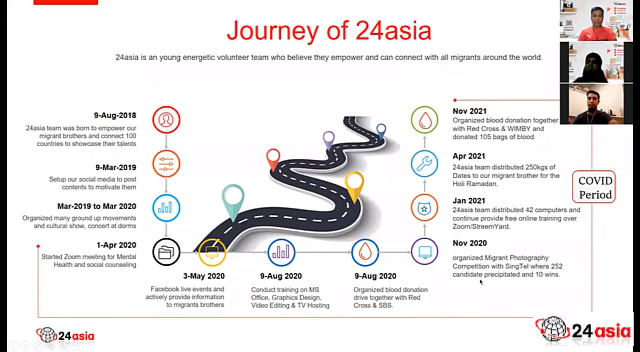 Journey of 24asia
24asia is an young energetic volunteer team who believe they empower and can connect with all migrants around the world.
9-Aug-2018
24asia team was born to empower our
migrant brothers and connect 100
countries to showcase their talents
9-Mar-2019
Setup our social media to post
contents to motivate them
Mar-2019 to Mar 2020
Organized many ground up movements
and cultural show, concert at dorms
1-Apr 2020
Started Zoom meeting for Mental
Health and social counseling
3-May 2020
Facebook live events and
actively provide information
to migrants brothers
9-Aug 2020
Conduct training on MS
Office, Graphics Design,
Video Editing & TV Hosting
9-Aug 2020
Organized blood donation
drive together with Red
Cross & SBS.
Nov 2021
Organized blood donation together
with Red Cross & WIMBY and
donated 105 bags of blood
Apr 2021
24asia team distributed 250kgs of
Dates to our migrant brother for the
Holi Ramadan.
Jan 2021
24asia team distributed 42 computers and
continue provide free online training over
Zoom/StreemYard.
Nov 2020
organized Migrant Photography
Competition with SingTel where 252
candidate precipitated and 10 wins.
COVID
Period
24asia
24asia